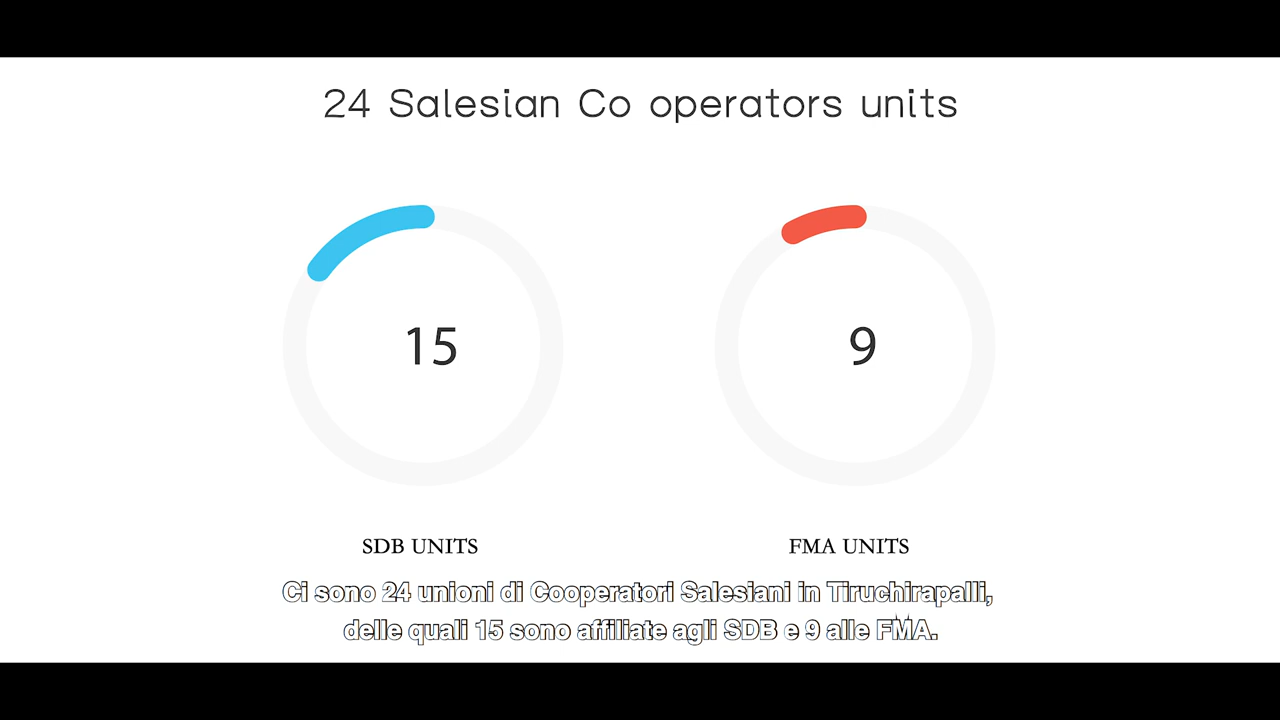 24 Salesian Co operators units
15
9
SDB UNITS
FMA UNITS
Ci sono 24 unioni di Cooperatori Salesiani in Tiruchirapalli,
delle quali 15 sono affiliate agli SDB e 9 alle FMA.